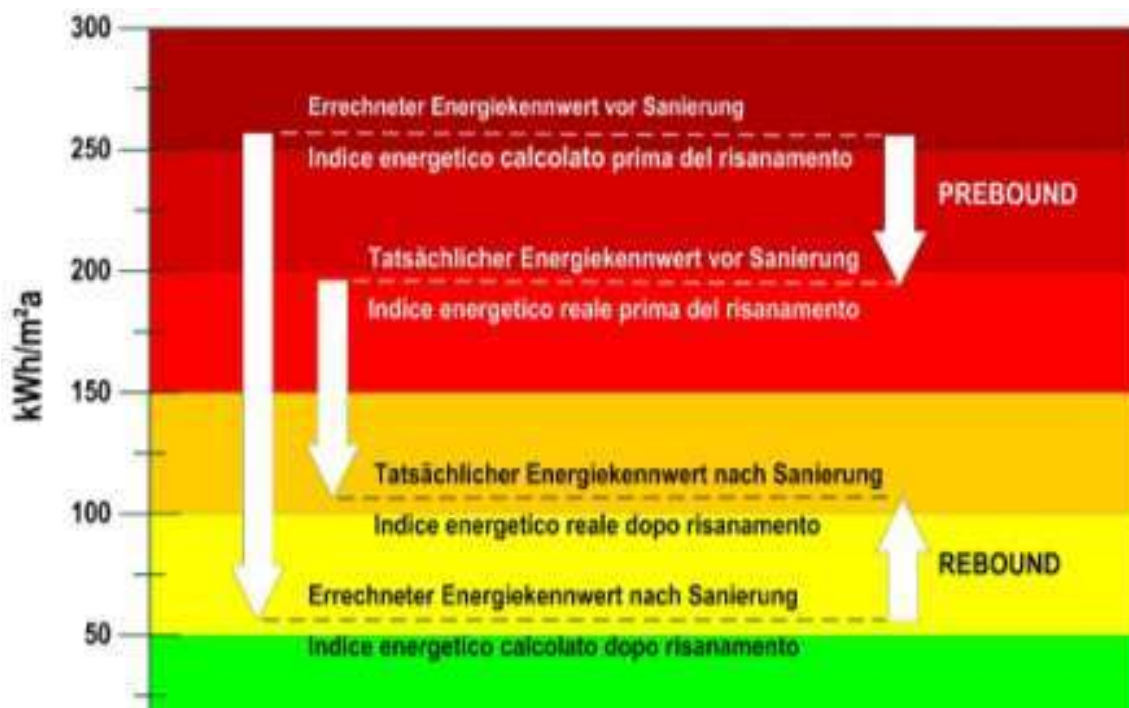 300
Errechneter Energiekennwert vor Sanierung
250
Indice energetico calcolato prima del risanamento
PREBOUND
Tatsächlicher Energiekennwert vor Sanierung
200
Indice energetico reale prima del risanamento
kWh/m²a
150
Tatsächlicher Energiekennwert nach Sanierung
100
Indice energetico reale dopo risanamento
REBOUND
Errechneter Energiekennwert nach Sanierung
50
Indice energetico calcolato dopo risanamento